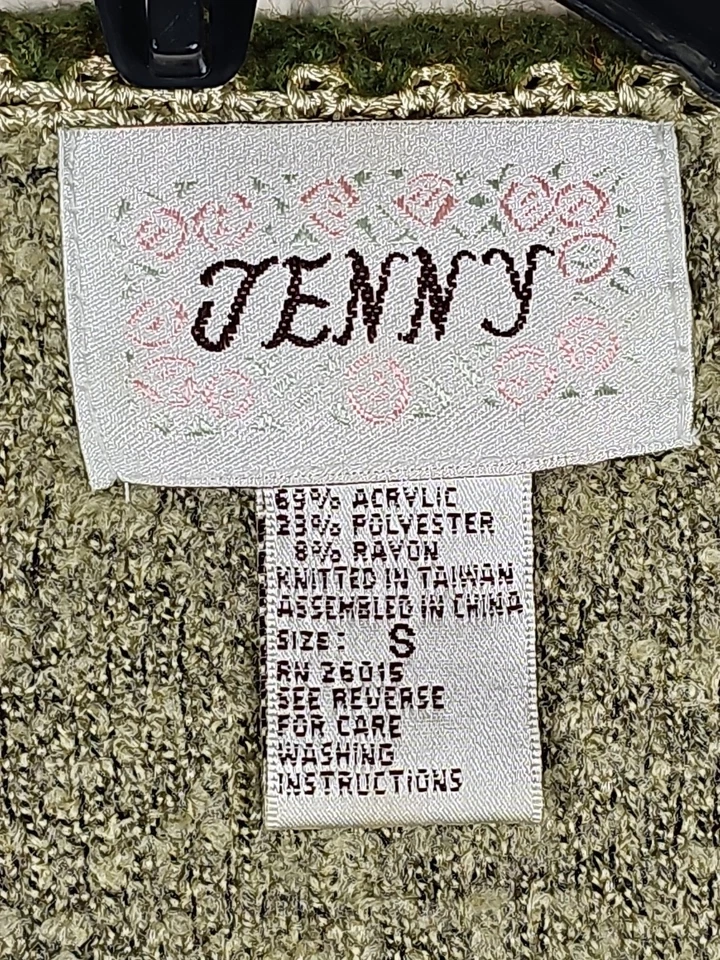 JENNY
69% ACRYLIC
23% POLYESTER
8% RAYON
KNITTED IN TAIWAN
ASSEMBLED IN CHINA
SIZE: S
RN 26015
SEE REVERSE
FOR CARE
WASHING
INSTRUCTIONS